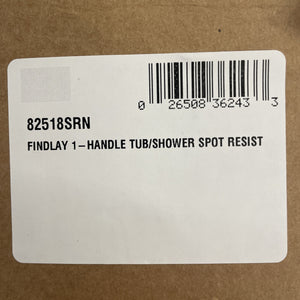 0 26508 36243 3
82518SRN
FINDLAY 1-HANDLE TUB/SHOWER SPOT RESIST